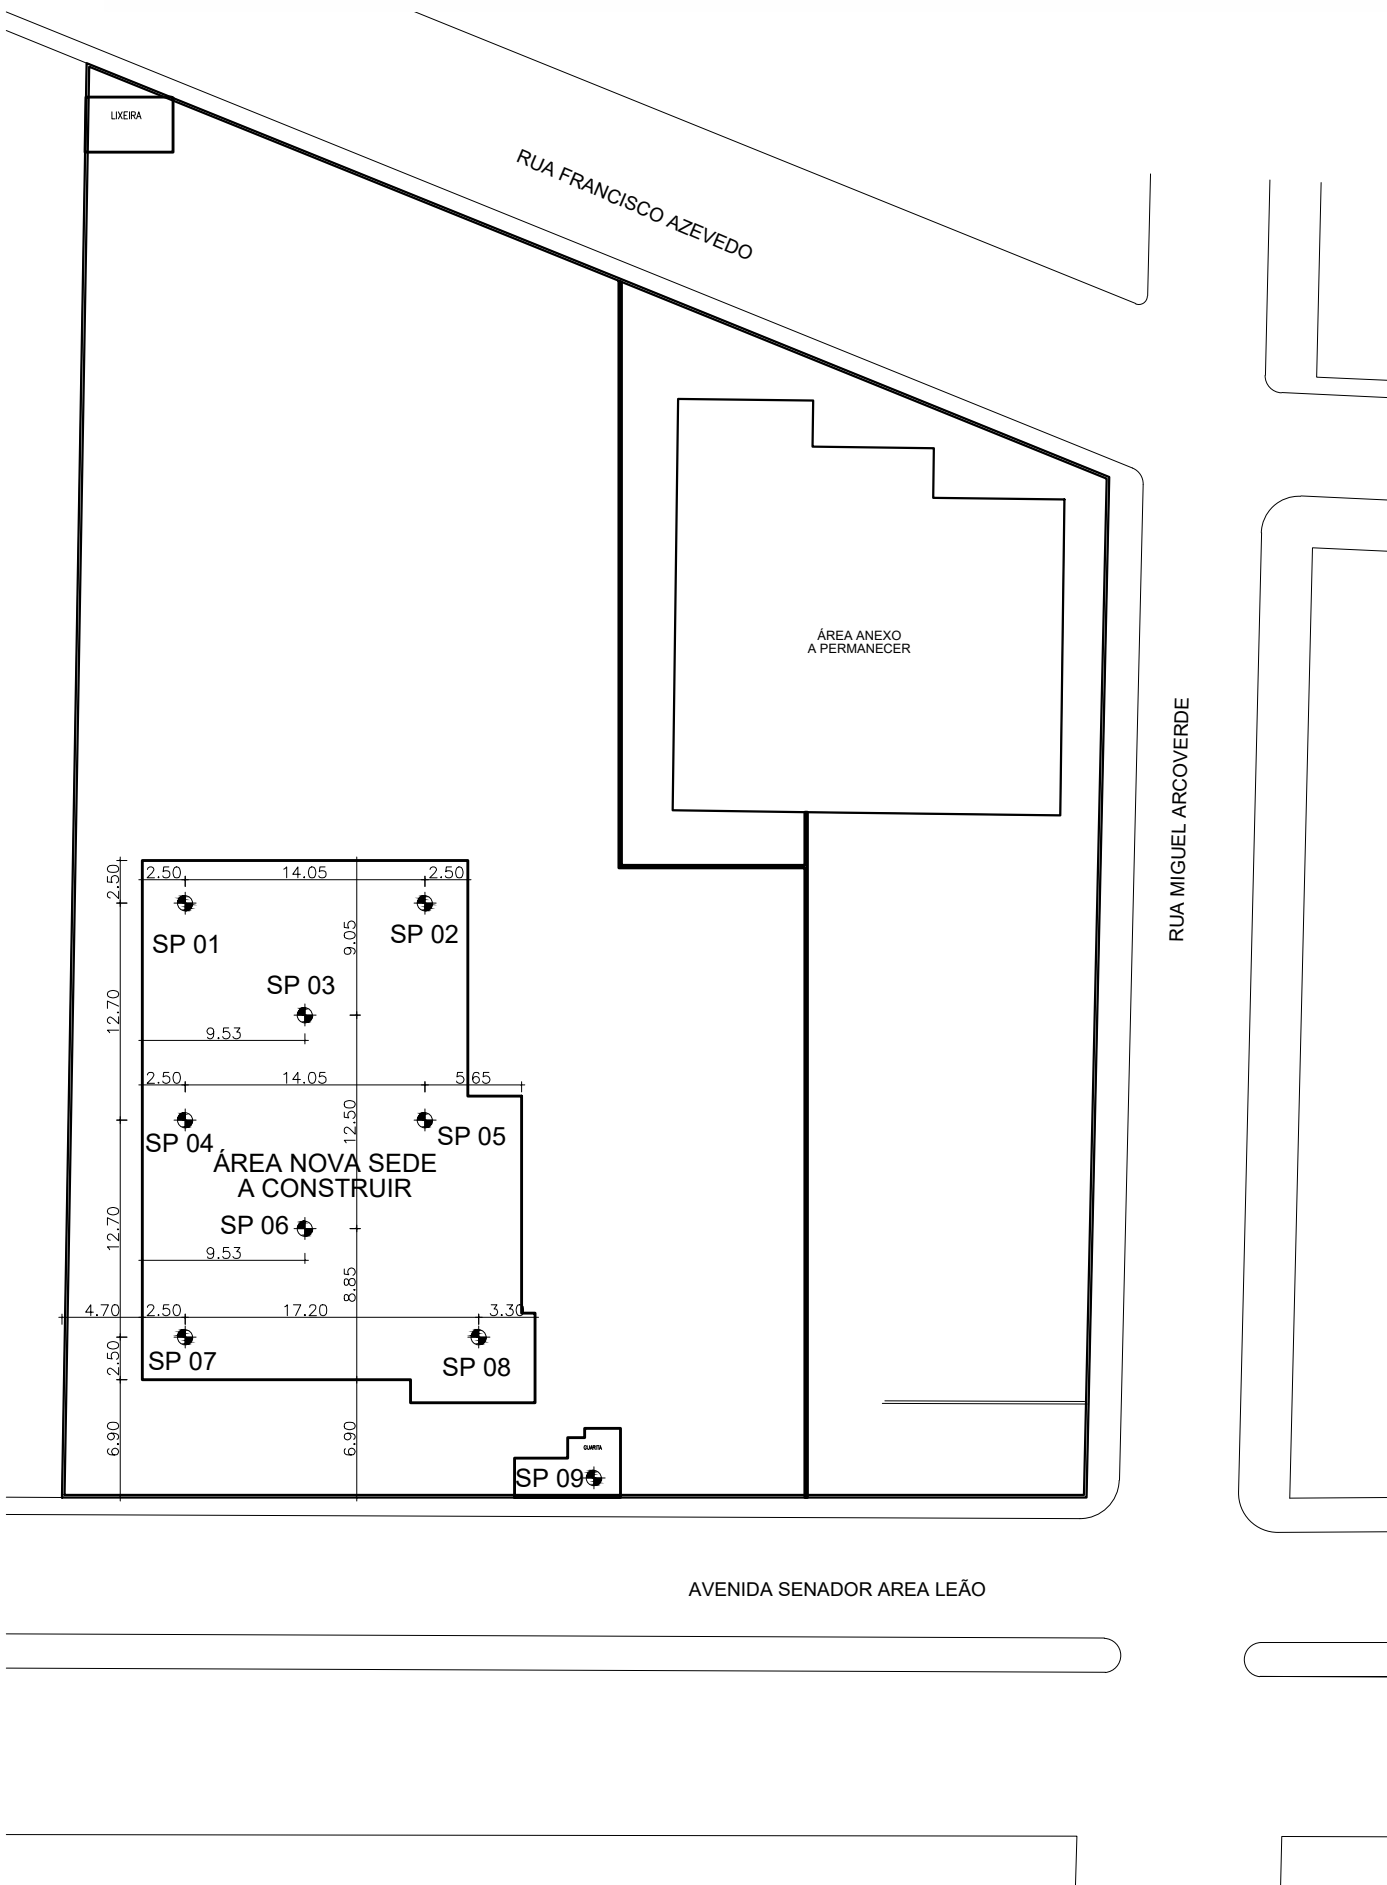 LIXEIRA
RUA FRANCISCO AZEVEDO
ÁREA ANEXO
A PERMANECER
RUA MIGUEL ARCOVERDE
2.50
2.50
14.05
2.50
SP 01
SP 02
9.05
SP 03
12.70
9.53
2.50
14.05
5.65
12.50
SP 04
SP 05
ÁREA NOVA SEDE
A CONSTRUIR
SP 06
12.70
9.53
8.85
4.70
2.50
17.20
3.30
2.50
SP 07
SP 08
6.90
6.90
GUARITA
SP 09
AVENIDA SENADOR AREA LEÃO